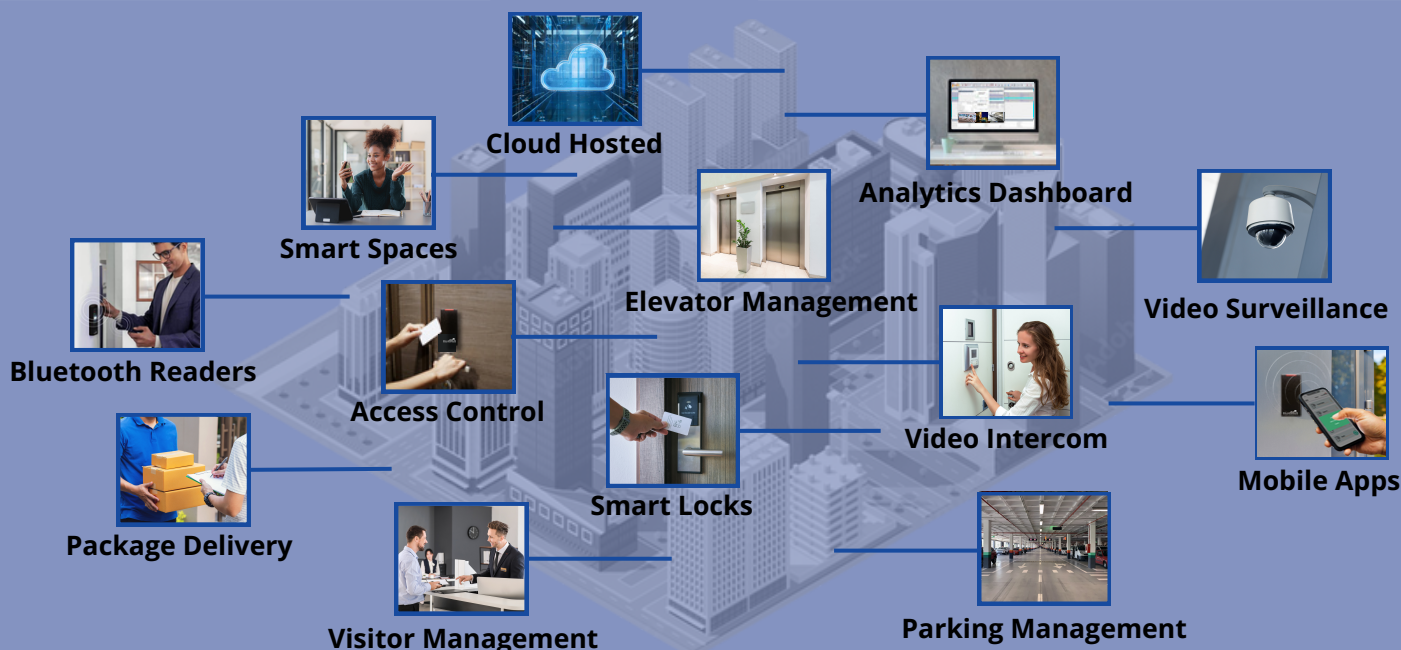 Cloud Hosted
Analytics Dashboard
Smart Spaces
Elevator Management
Video Surveillance
Bluetooth Readers
Access Control
Video Intercom
Mobile Apps
Smart Locks
Package Delivery
Visitor Management
Parking Management